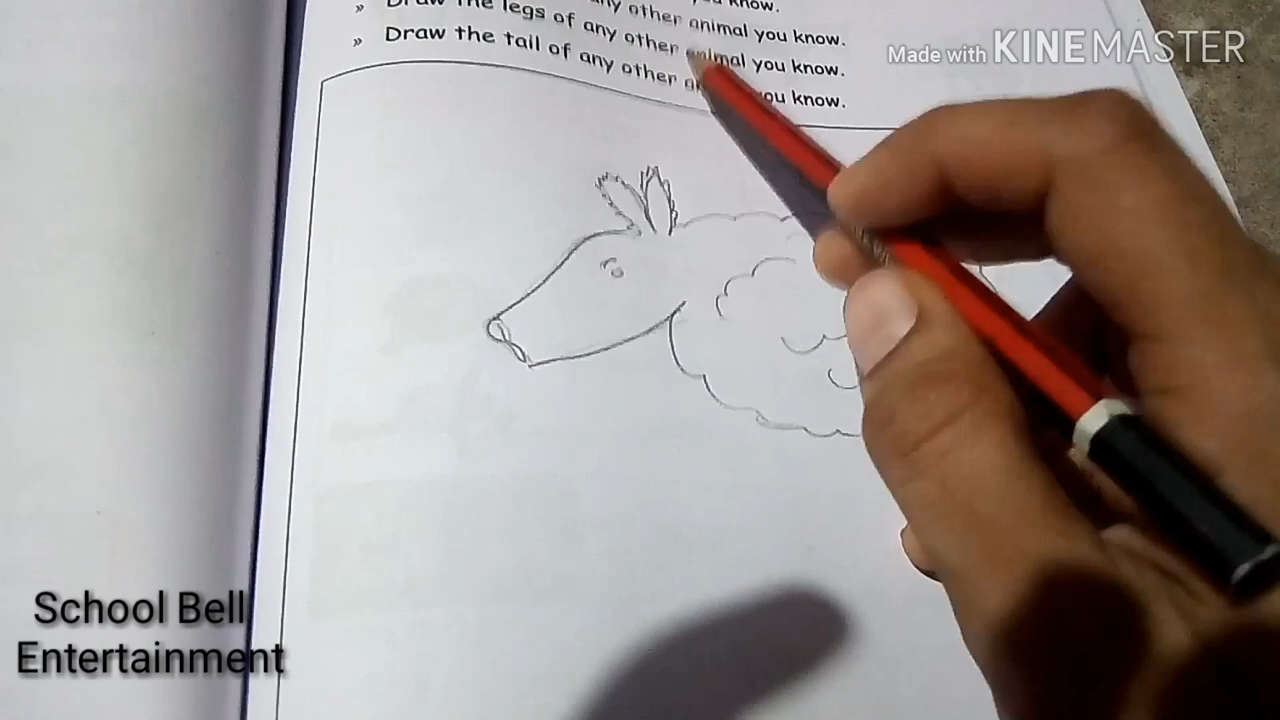 any other animal you know.
» Draw the legs of any other animal you know.
» Draw the tail of any other you know.
Made with KINEMASTER
School Bell
Entertainment